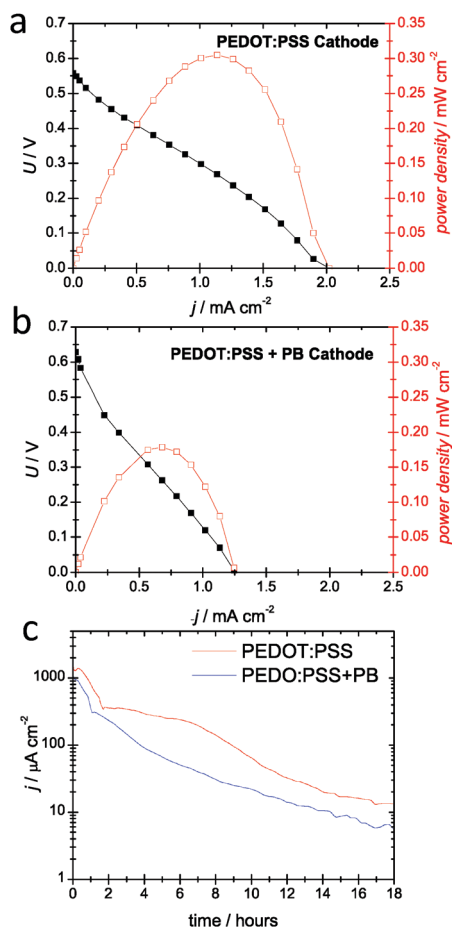 a
PEDOT:PSS Cathode
0.7
0.6
0.5
0.4
0.3
0.2
0.1
0.0
U / V
0.35
0.30
0.25
0.20
0.15
0.10
0.05
0.00
power density / mW cm-2
0.0 0.5 1.0 1.5 2.0 2.5
j / mA cm-2
b
PEDOT:PSS + PB Cathode
0.7
0.6
0.5
0.4
0.3
0.2
0.1
0.0
U / V
0.35
0.30
0.25
0.20
0.15
0.10
0.05
0.00
power density / mW cm-2
0.0 0.5 1.0 1.5 2.0 2.5
j / mA cm-2
c
PEDOT:PSS
PEDO:PSS+PB
1000
100
10
1
j / µA cm-2
0 2 4 6 8 10 12 14 16 18
time / hours